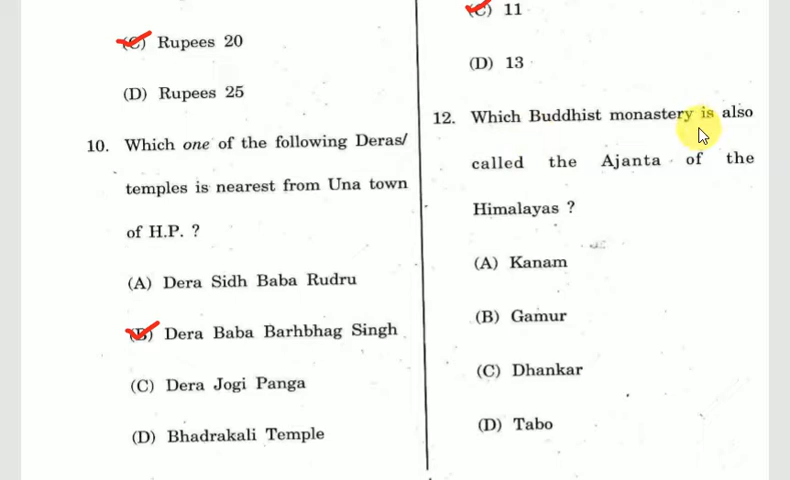 (C) Rupees 20
(D) Rupees 25
10. Which one of the following Deras/
temples is nearest from Una town
of H.P. ?
(A) Dera Sidh Baba Rudru
(B) Dera Baba Barhbhag Singh
(C) Dera Jogi Panga
(D) Bhadrakali Temple
(C) 11
(D) 13
12. Which Buddhist monastery is also
called the Ajanta of the
Himalayas ?
(A) Kanam
(B) Gamur
(C) Dhankar
(D) Tabo